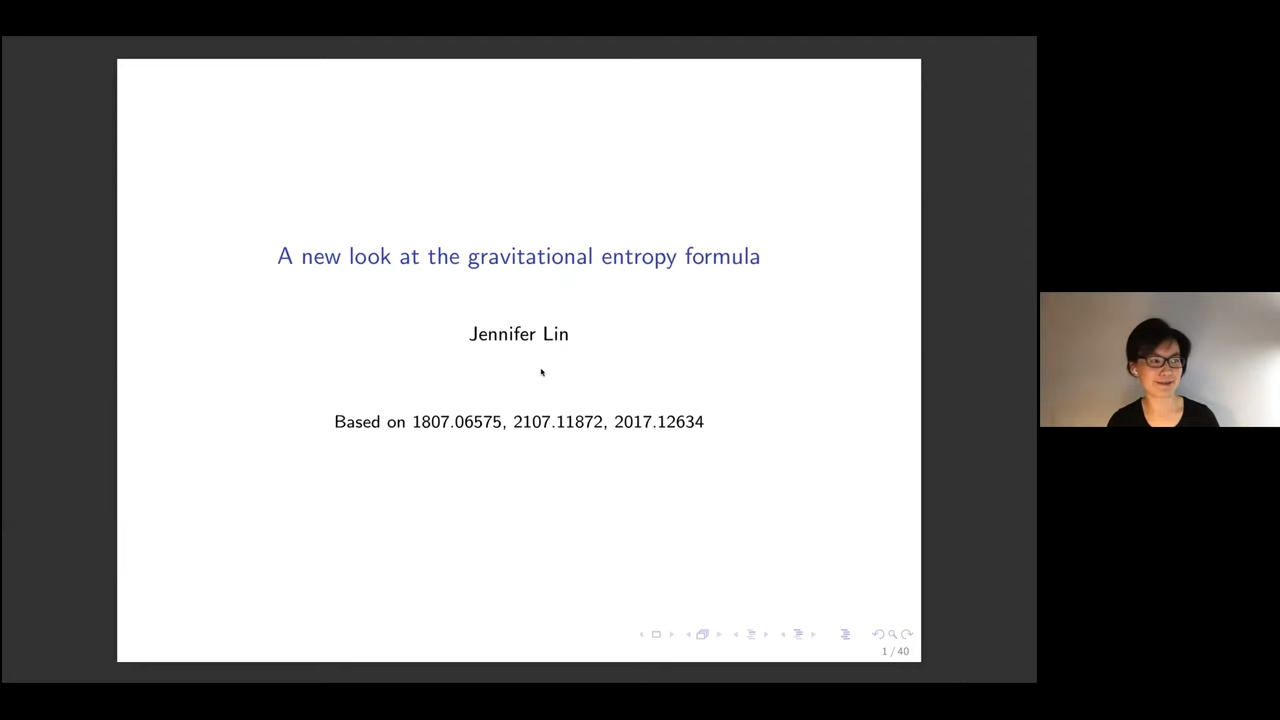 A new look at the gravitational entropy formula
Jennifer Lin
Based on 1807.06575, 2107.11872, 2017.12634
1 / 40